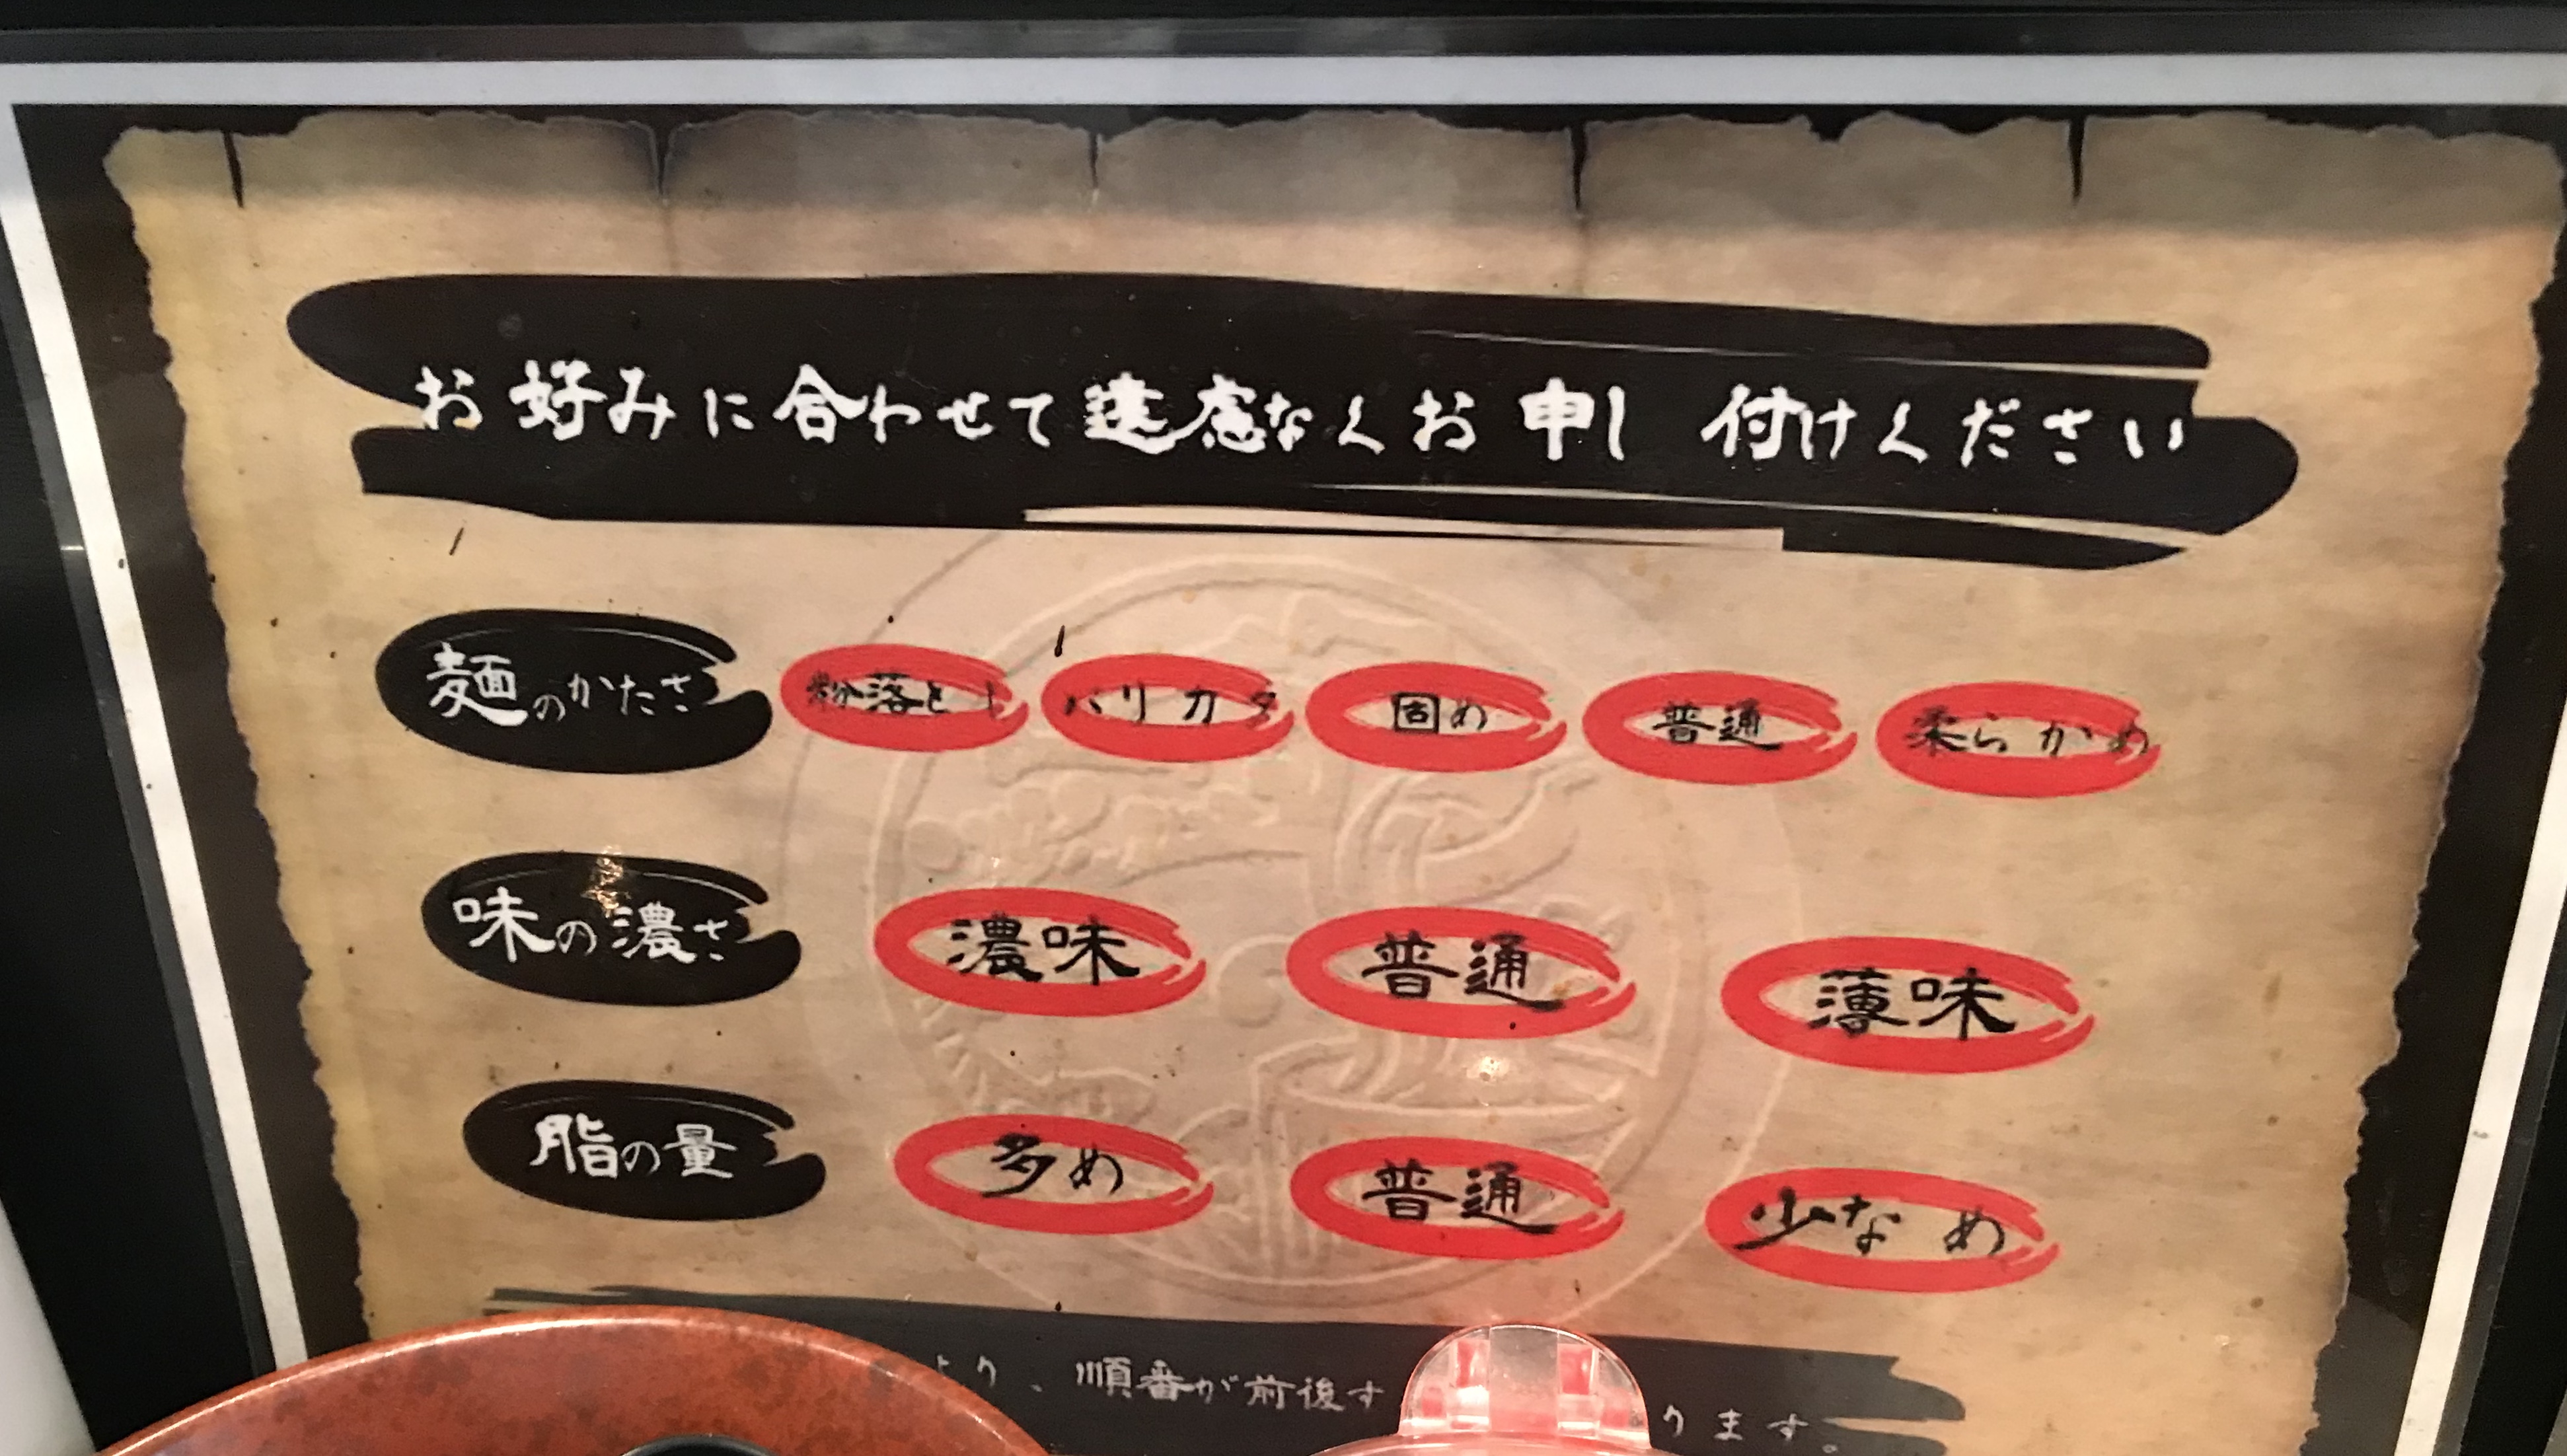 お好みに合わせて遠慮なくお申し付けください
麺のかたさ 粉落とし バリカタ 固め 普通 柔らかめ
味の濃さ 濃味 普通 薄味
脂の量 多め 普通 少なめ
より、順番が前後す ります。